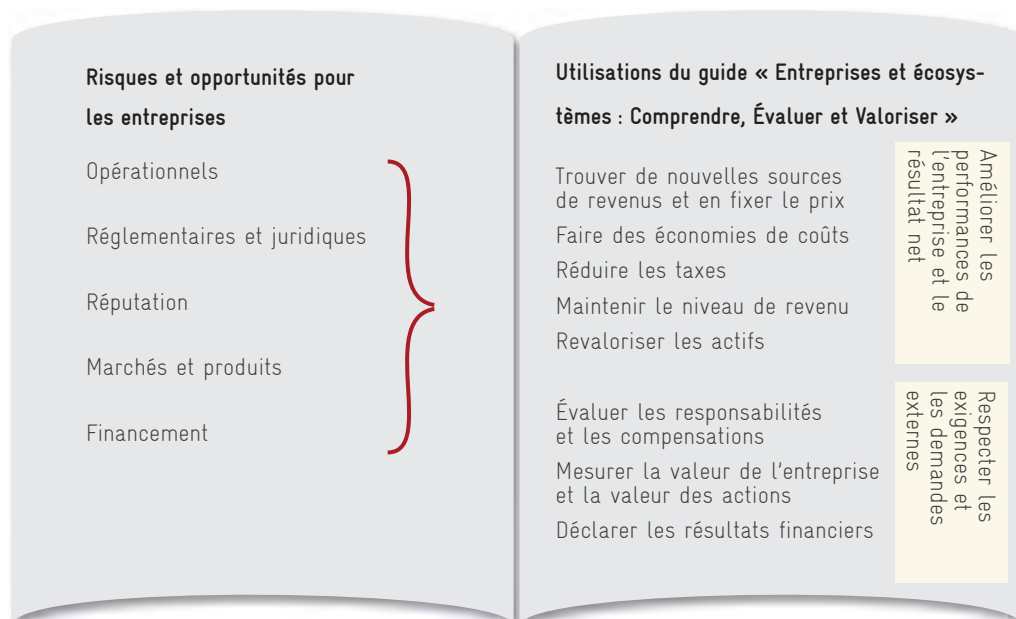 Risques et opportunités pour
les entreprises
Opérationnels
Réglementaires et juridiques
Réputation
Marchés et produits
Financement
Utilisations du guide « Entreprises et écosys-
tèmes : Comprendre, Évaluer et Valoriser »
Trouver de nouvelles sources
de revenus et en fixer le prix
Faire des économies de coûts
Réduire les taxes
Maintenir le niveau de revenu
Revaloriser les actifs
Améliorer les
performances de
l'entreprise et le
résultat net
Évaluer les responsabilités
et les compensations
Mesurer la valeur de l'entreprise
et la valeur des actions
Déclarer les résultats financiers
Respecter les
exigences et
les demandes
externes